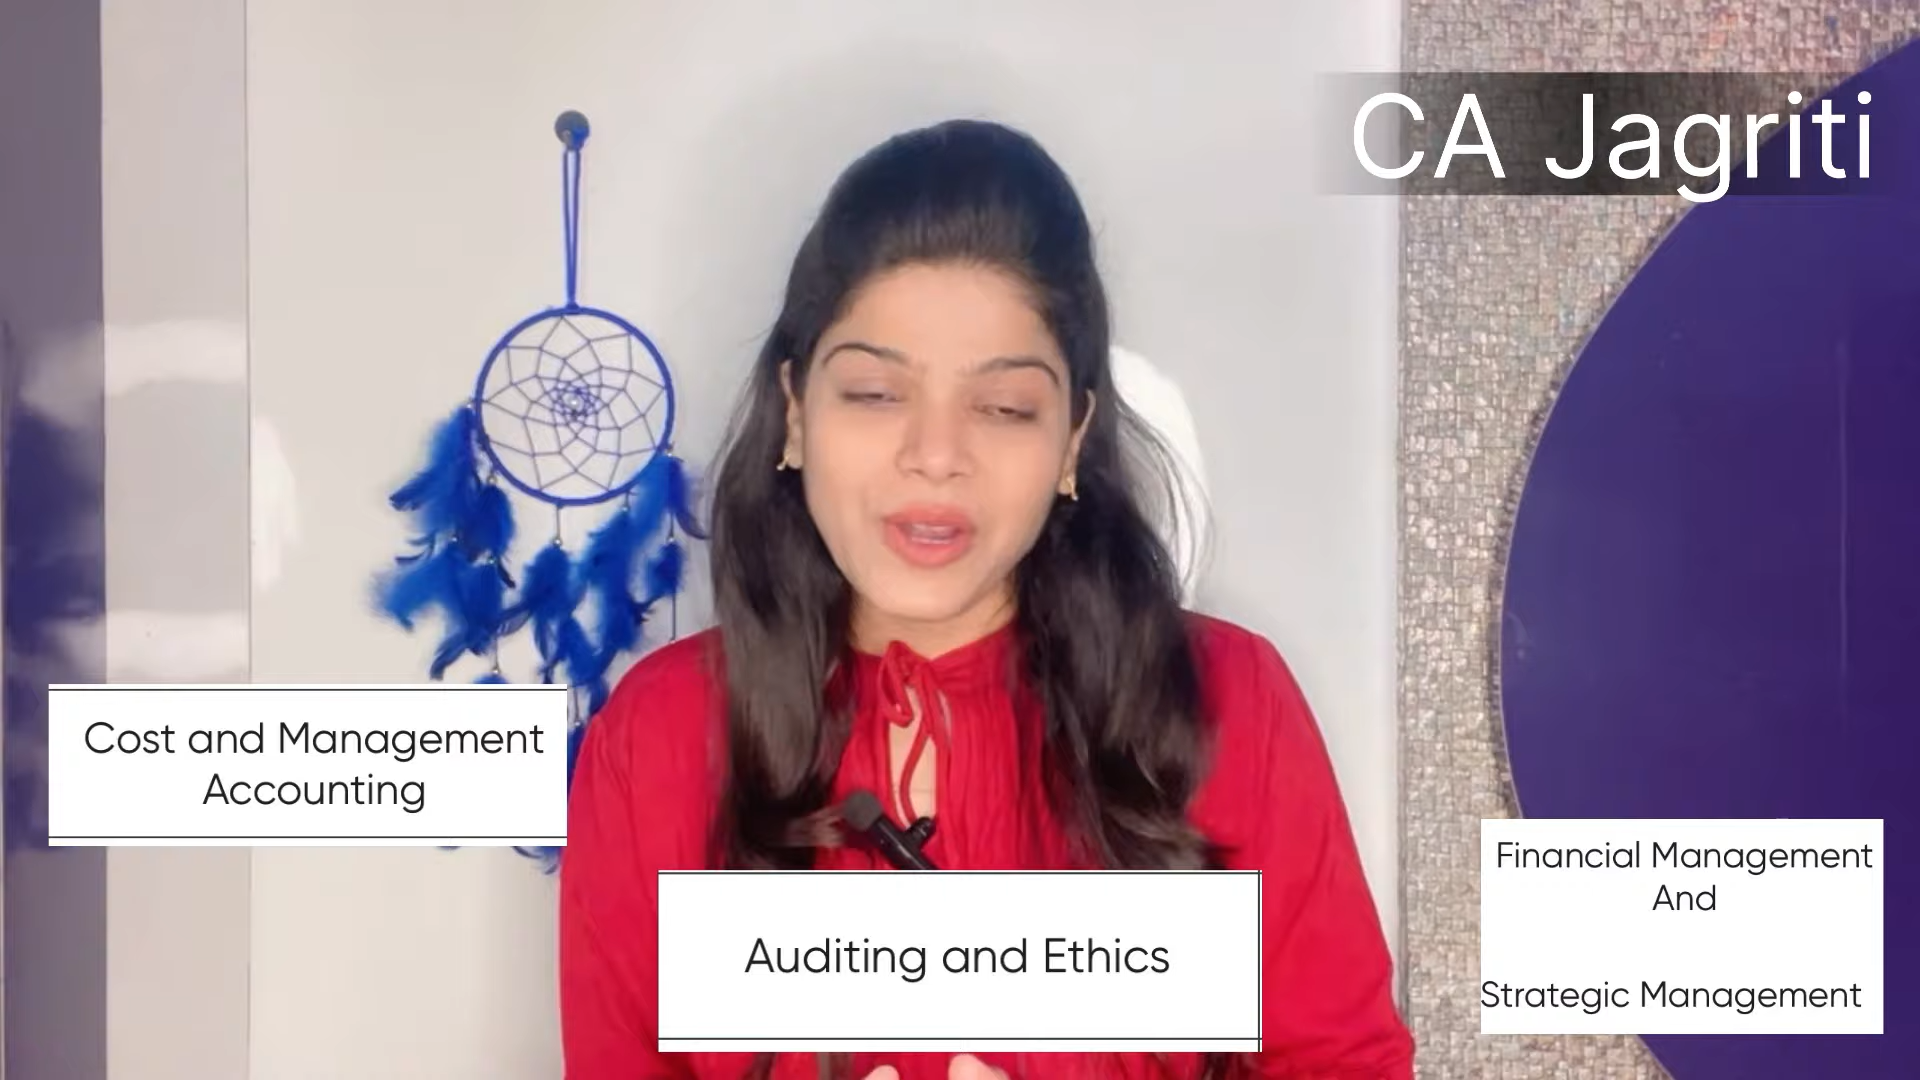 CA Jagriti
Cost and Management
Accounting
Auditing and Ethics
Financial Management
And
Strategic Management